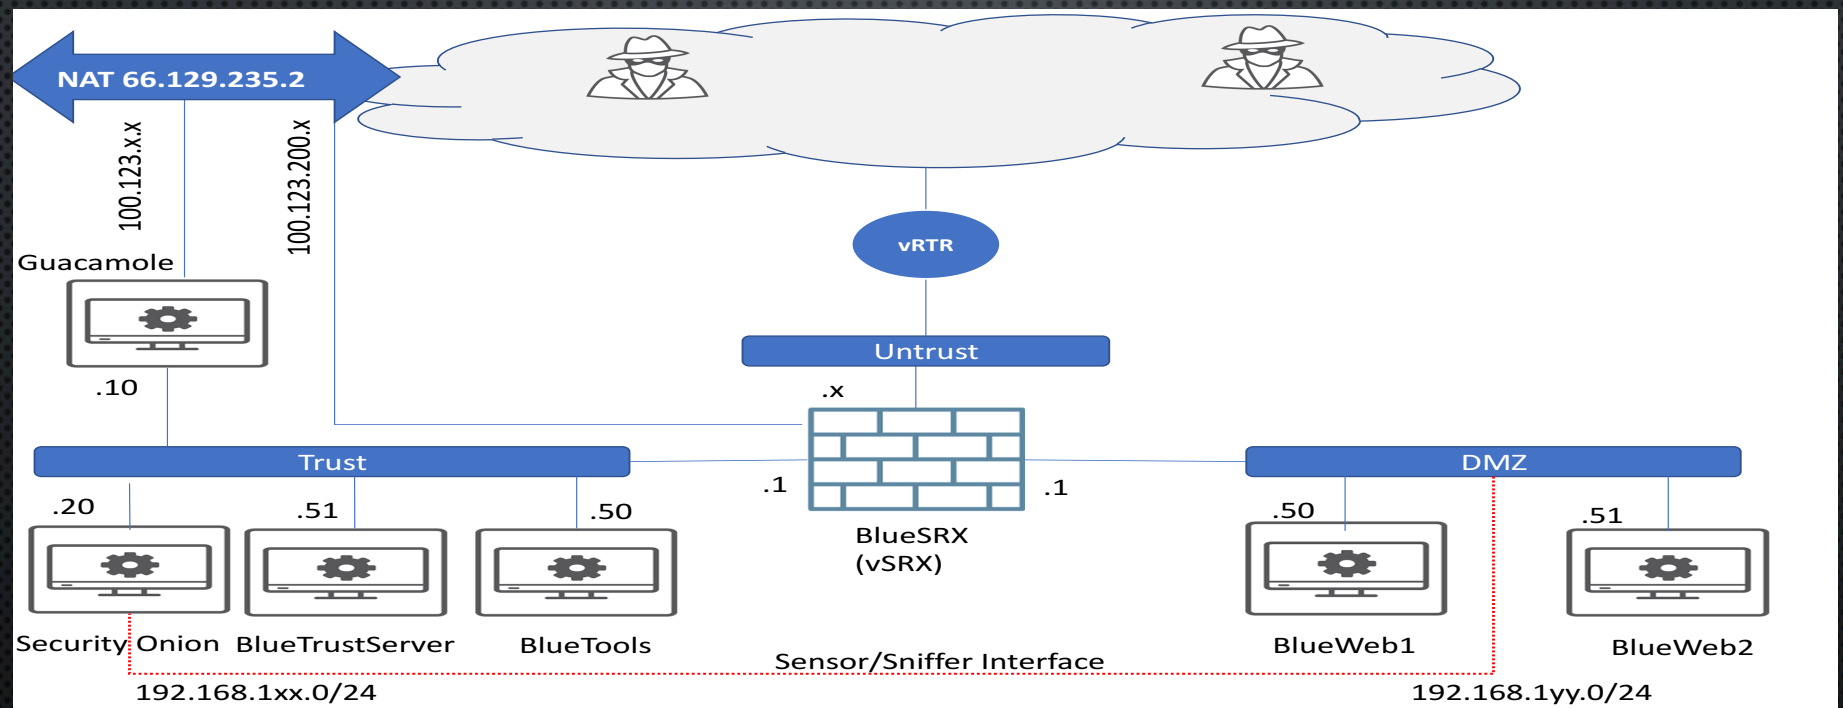 NAT 66.129.235.2
100.123.x.x
100.123.200.x
vRTR
Guacamole
Untrust
.10
.x
Trust
DMZ
.1
.1
.20
.51
.50
.50
.51
BlueSRX
(vSRX)
Security Onion
BlueTrustServer
BlueTools
BlueWeb1
BlueWeb2
Sensor/Sniffer Interface
192.168.1xx.0/24
192.168.1yy.0/24